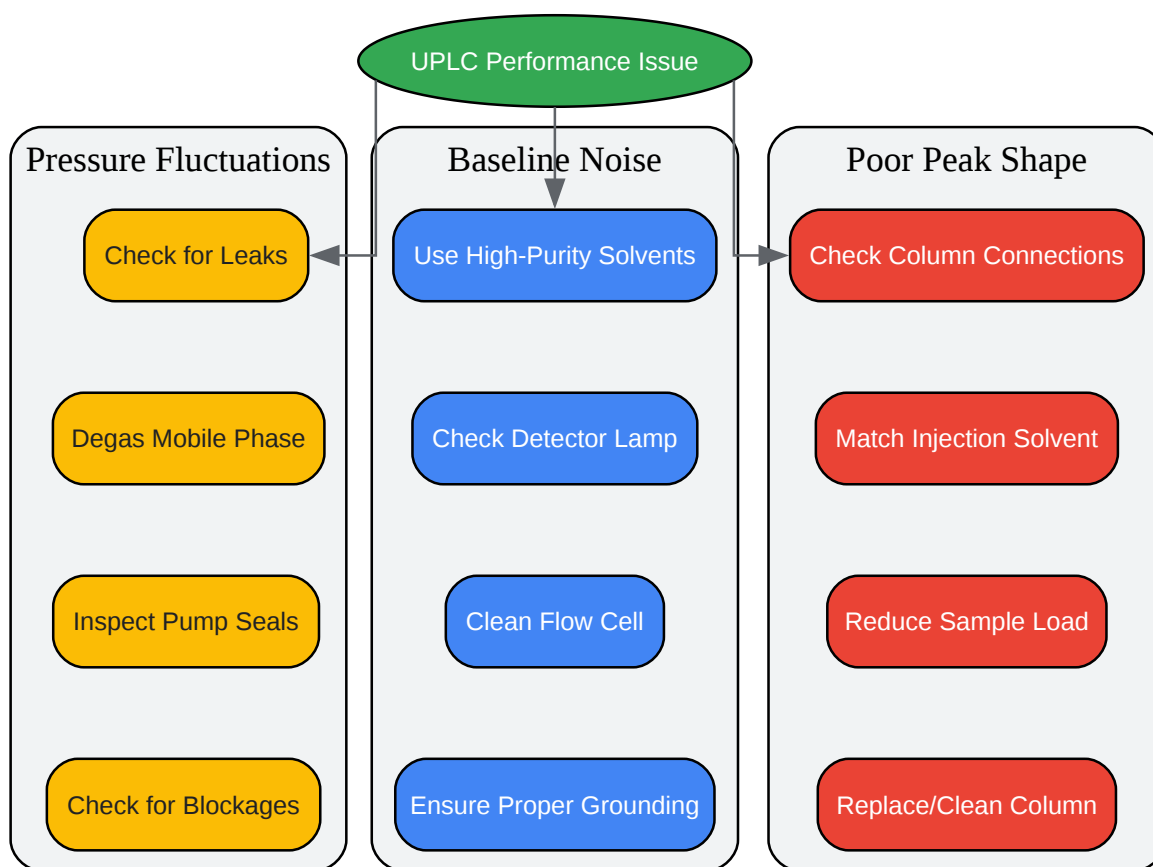 UPLC Performance Issue
Pressure Fluctuations
Check for Leaks
Degas Mobile Phase
Inspect Pump Seals
Check for Blockages
Baseline Noise
Use High-Purity Solvents
Check Detector Lamp
Clean Flow Cell
Ensure Proper Grounding
Poor Peak Shape
Check Column Connections
Match Injection Solvent
Reduce Sample Load
Replace/Clean Column